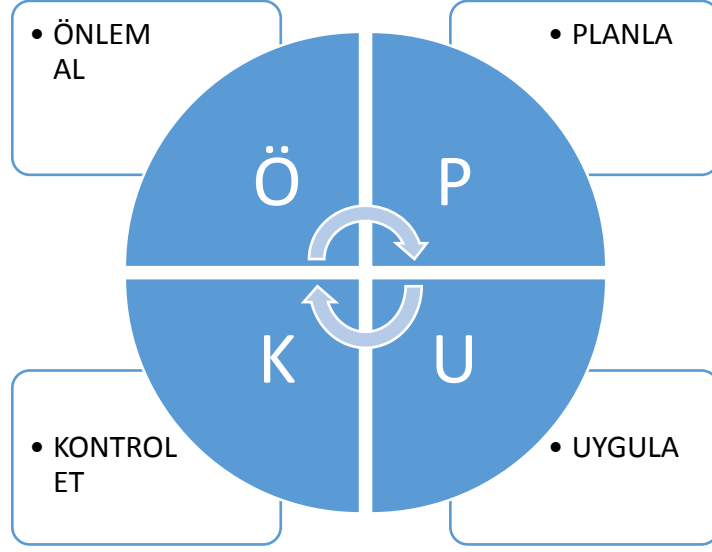 • ÖNLEM
AL
• PLANLA
Ö
P
K
U
• KONTROL
ET
• UYGULA